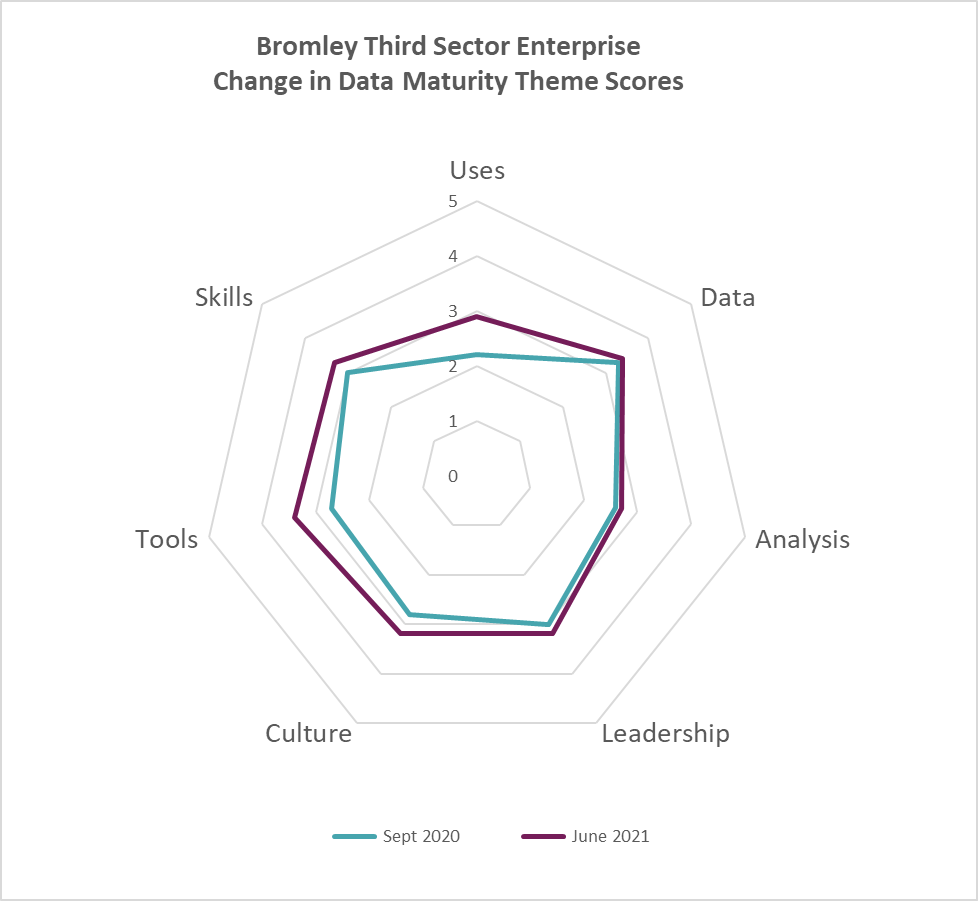 Bromley Third Sector Enterprise
Change in Data Maturity Theme Scores
Uses
5
4
3
2
1
0
Skills
Data
Tools
Analysis
Culture
Leadership
Sept 2020
June 2021